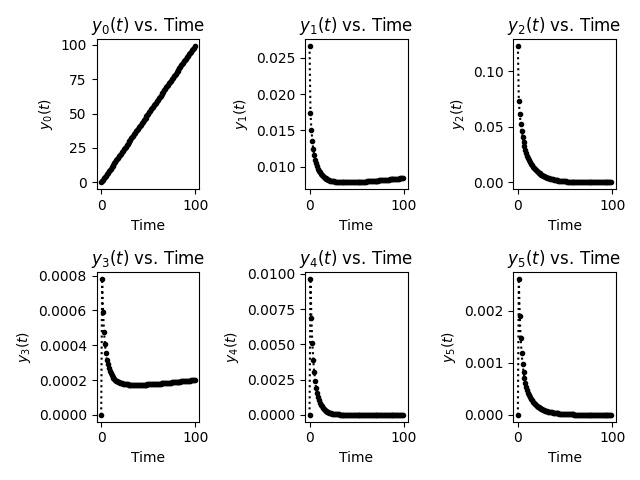 y₀(t) vs. Time
y₁(t) vs. Time
y₂(t) vs. Time
100
75
50
25
0
y₀(t)
0 100
Time
0.025
0.020
0.015
0.010
y₁(t)
0 100
Time
0.10
0.05
0.00
y₂(t)
0 100
Time
y₃(t) vs. Time
y₄(t) vs. Time
y₅(t) vs. Time
0.0008
0.0006
0.0004
0.0002
0.0000
y₃(t)
0 100
Time
0.0100
0.0075
0.0050
0.0025
0.0000
y₄(t)
0 100
Time
0.002
0.001
0.000
y₅(t)
0 100
Time